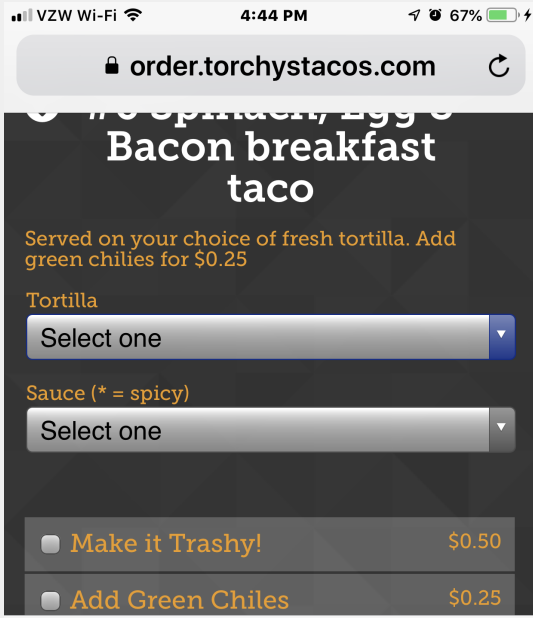 VZW Wi-Fi 4:44 PM 67%
order.torchystacos.com
Spinach, Egg
Bacon breakfast
taco
Served on your choice of fresh tortilla. Add
green chilies for $0.25
Tortilla
Select one
Sauce (* = spicy)
Select one
Make it Trashy! $0.50
Add Green Chiles $0.25